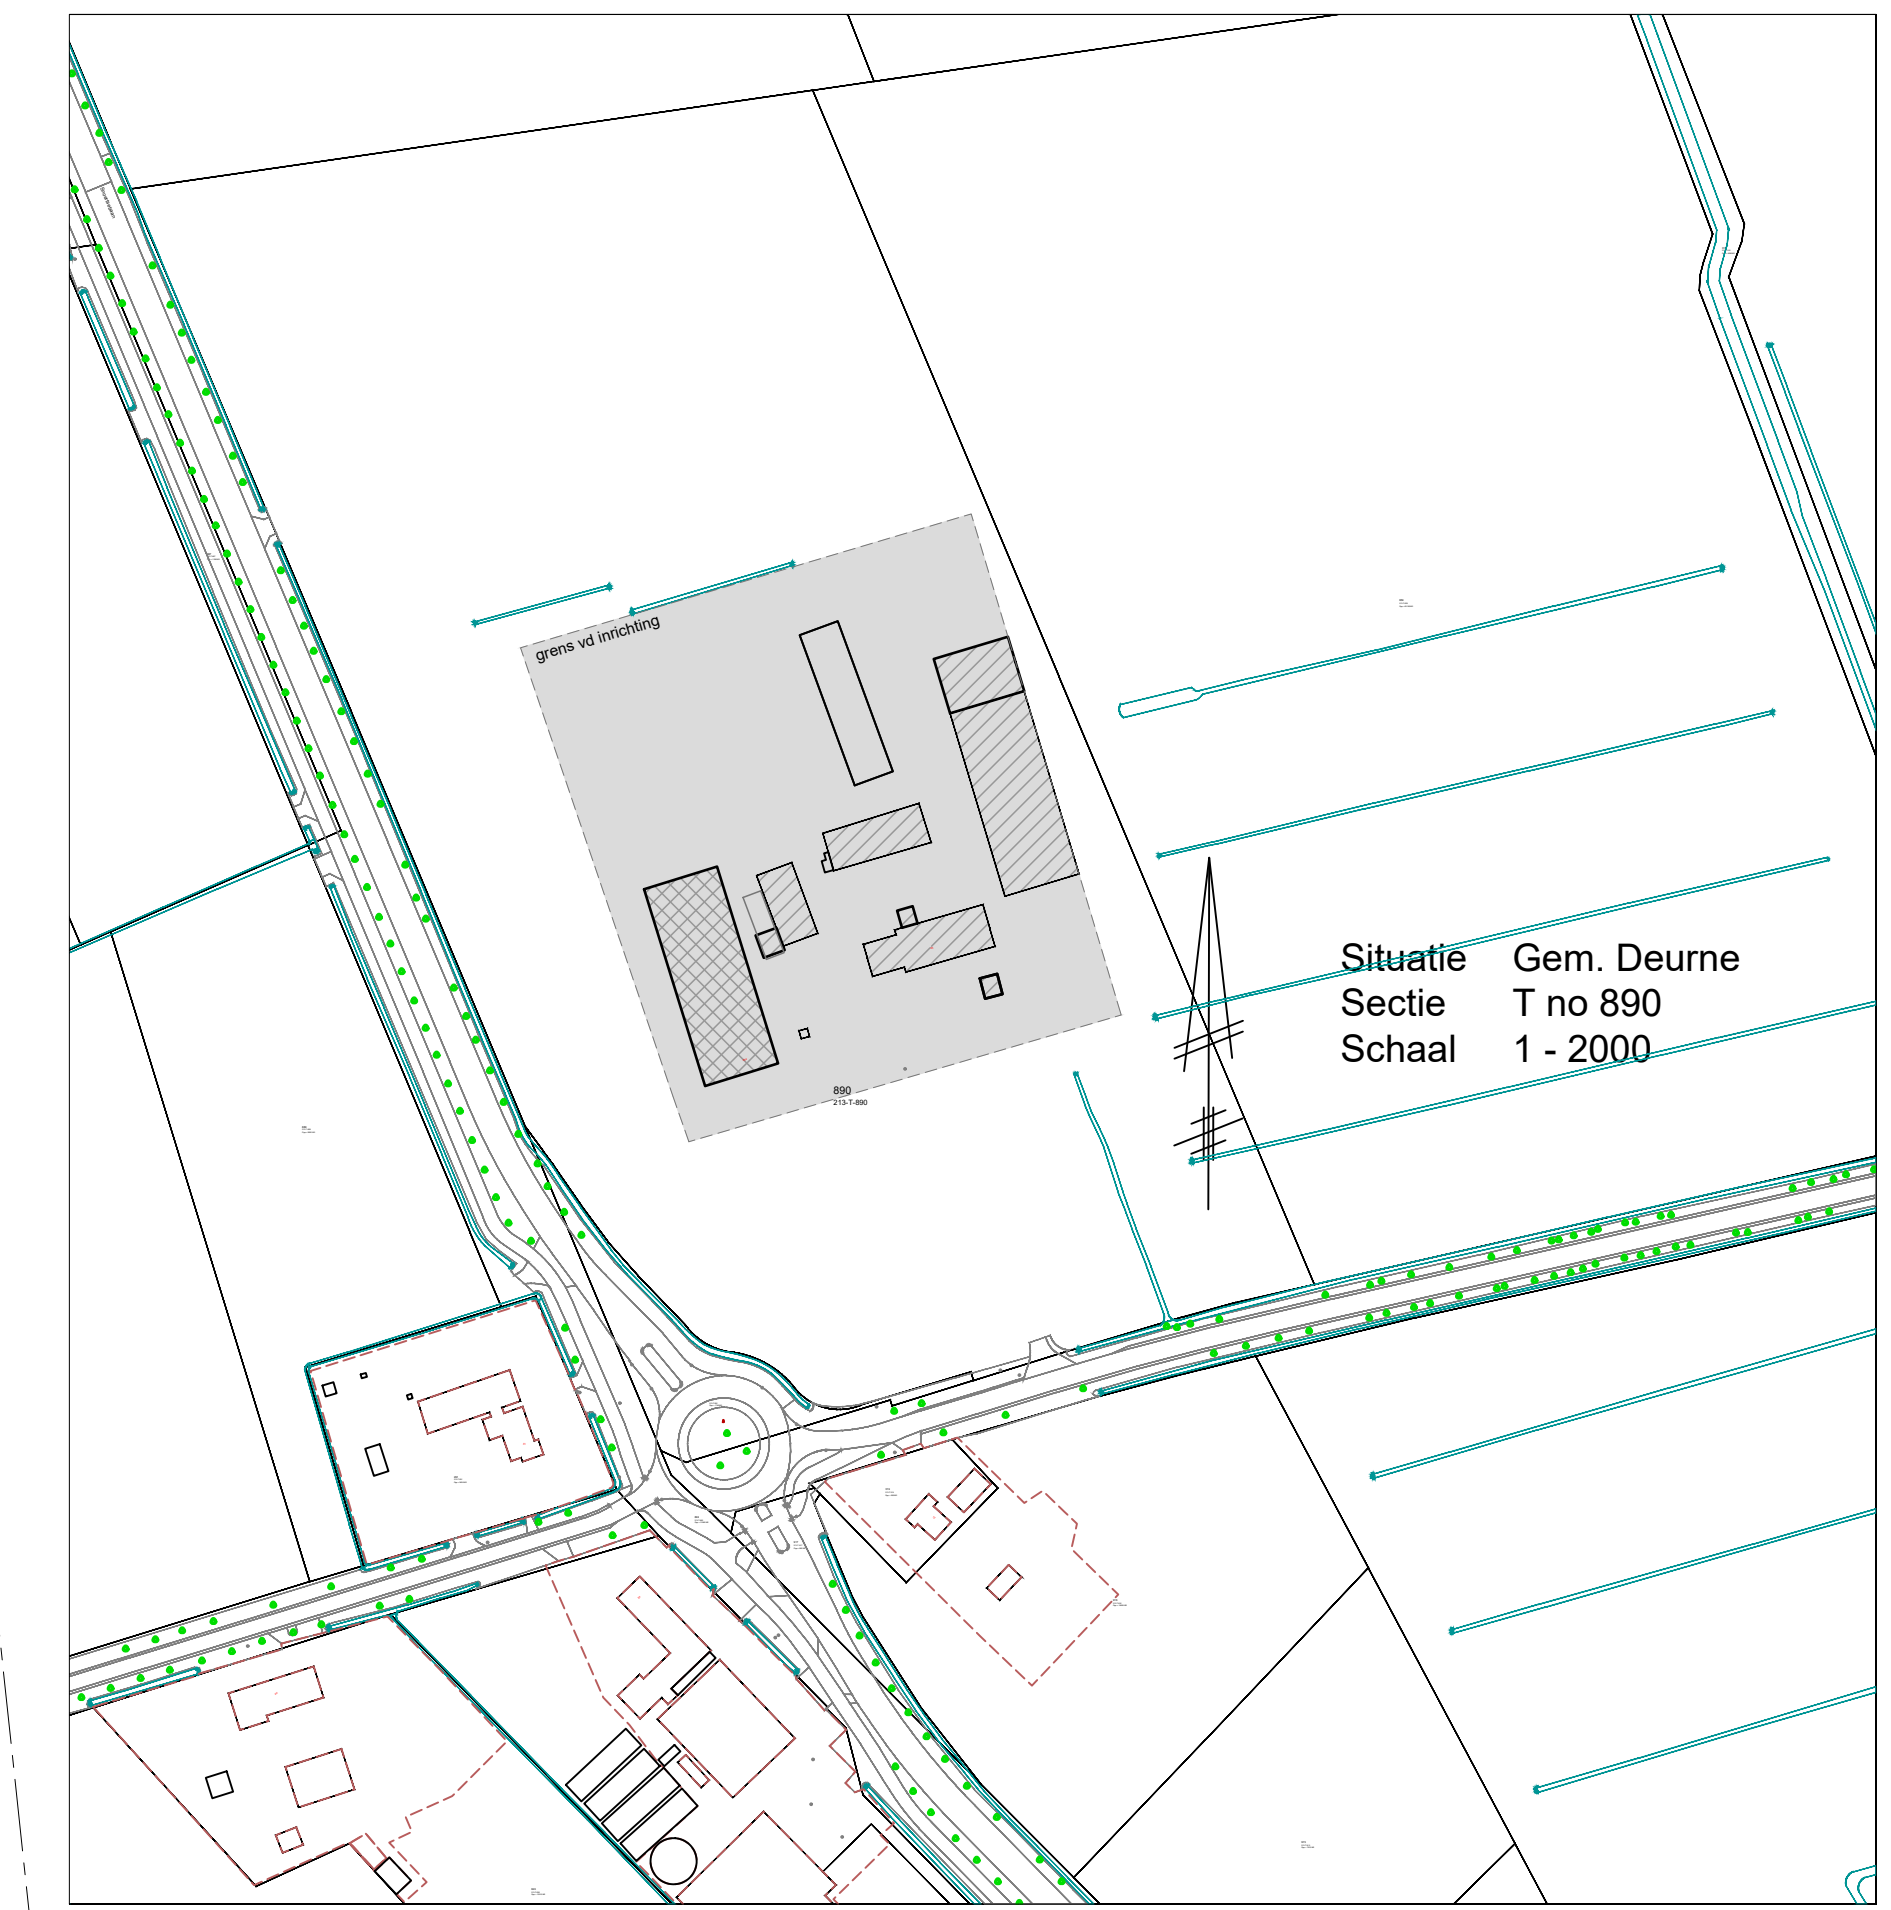 grens vd inrichting
Situatie Gem. Deurne
Sectie T no 890
Schaal 1 - 2000
890
213-T-890